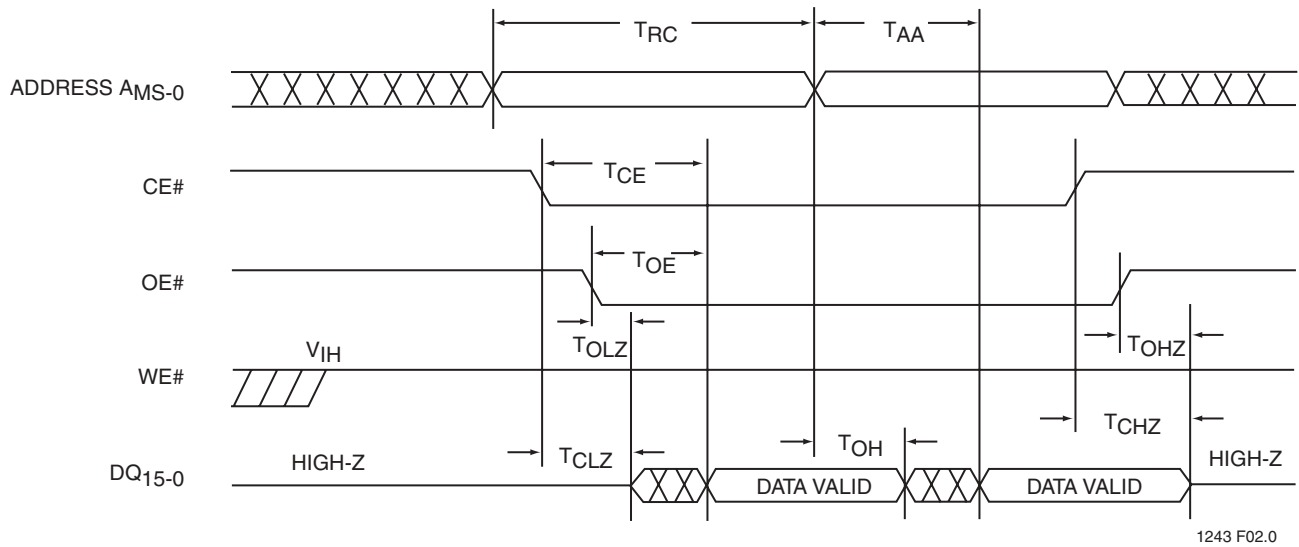 TRC
TAA
ADDRESS AMS-0
TCE
CE#
TOE
OE#
TOLZ
TOHZ
VIH
WE#
TCHZ
TCLZ
TOH
HIGH-Z
HIGH-Z
DQ15-0
DATA VALID
DATA VALID
1243 F02.0